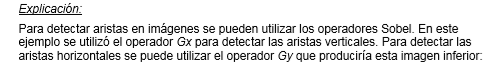 Explicación:
Para detectar aristas en imágenes se pueden utilizar los operadores Sobel. En este
ejemplo se utilizó el operador Gx para detectar las aristas verticales. Para detectar las
aristas horizontales se puede utilizar el operador Gy que produciría esta imagen inferior: